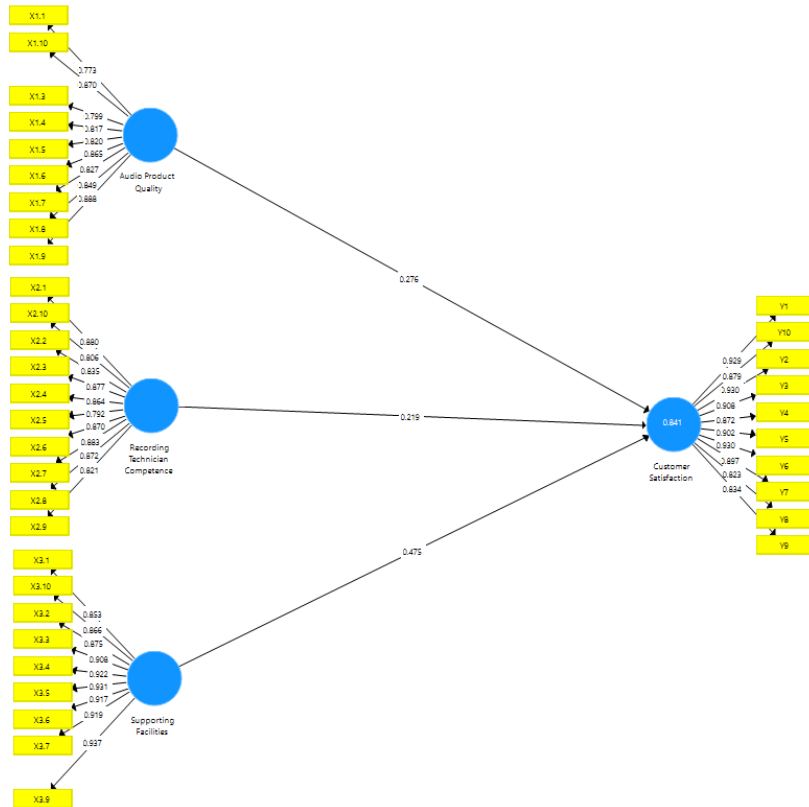 X1.1
X1.10
X1.3
X1.4
X1.5
X1.6
X1.7
X1.8
X1.9
0.773
0.870
0.799
0.817
0.820
0.865
0.827
0.849
0.888
Audio Product
Quality
X2.1
X2.10
X2.2
X2.3
X2.4
X2.5
X2.6
X2.7
X2.8
X2.9
0.880
0.806
0.835
0.877
0.864
0.792
0.870
0.883
0.872
0.821
Recording
Technician
Competence
X3.1
X3.10
X3.2
X3.3
X3.4
X3.5
X3.6
X3.7
X3.9
0.853
0.866
0.875
0.908
0.922
0.931
0.917
0.919
0.937
Supporting
Facilities
0.276
0.219
0.475
0.841
Customer
Satisfaction
0.929
0.879
0.930
0.908
0.872
0.902
0.930
0.897
0.823
0.834
Y1
Y10
Y2
Y3
Y4
Y5
Y6
Y7
Y8
Y9